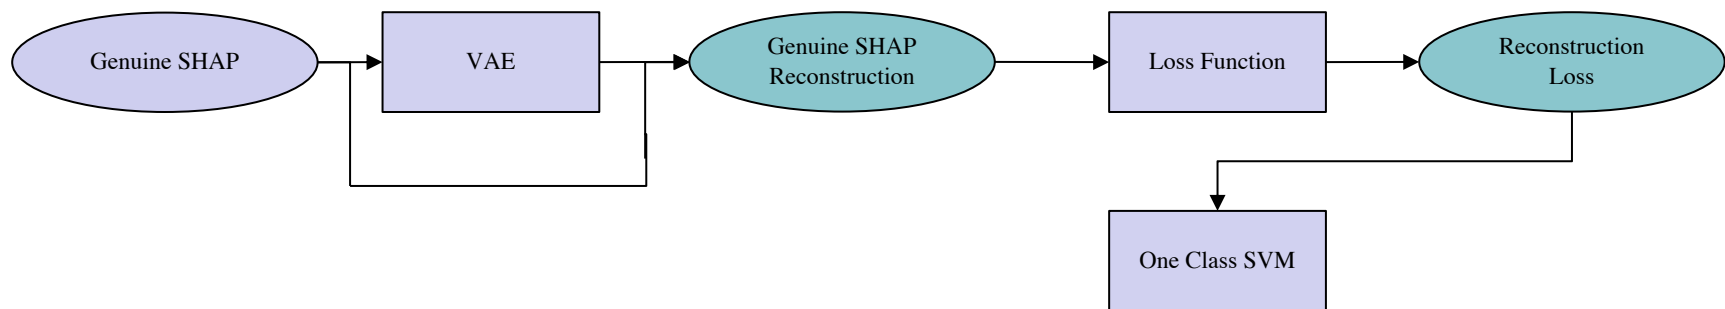 Genuine SHAP
VAE
Genuine SHAP
Reconstruction
Loss Function
Reconstruction
Loss
One Class SVM